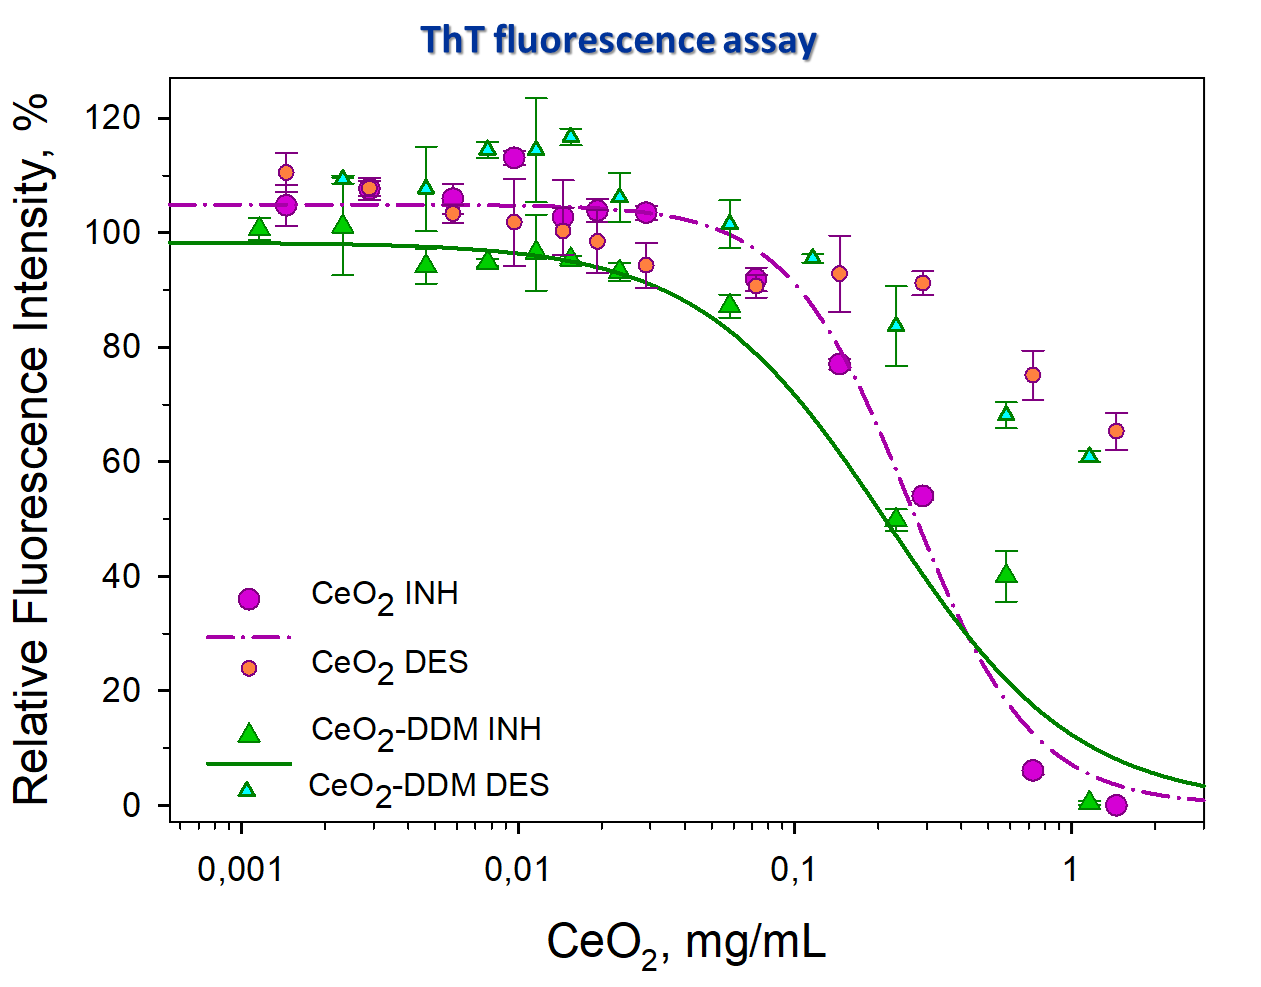 ThT fluorescence assay
Relative Fluorescence Intensity, %
120
100
80
60
40
20
0
CeO2 INH
CeO2 DES
CeO2-DDM INH
CeO2-DDM DES
0,001 0,01 0,1 1
CeO2, mg/mL